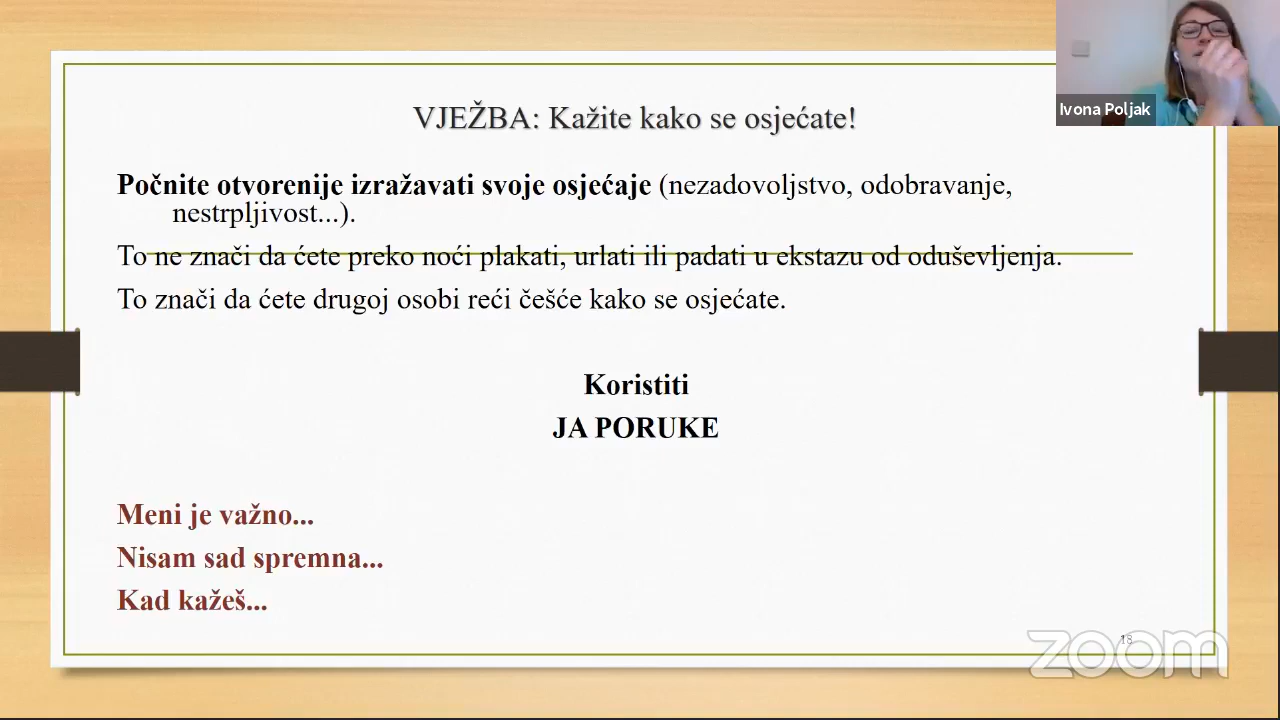 Ivona Poljak
VJEŽBA: Kažite kako se osjećate!
Počnite otvorenije izražavati svoje osjećaje (nezadovoljstvo, odobravanje,
nestrpljivost...).
To ne znači da ćete preko noći plakati, urlati ili padati u ekstazu od oduševljenja.
To znači da ćete drugoj osobi reći češće kako se osjećate.
Koristiti
JA PORUKE
Meni je važno...
Nisam sad spremna...
Kad kažeš...
18
zoom